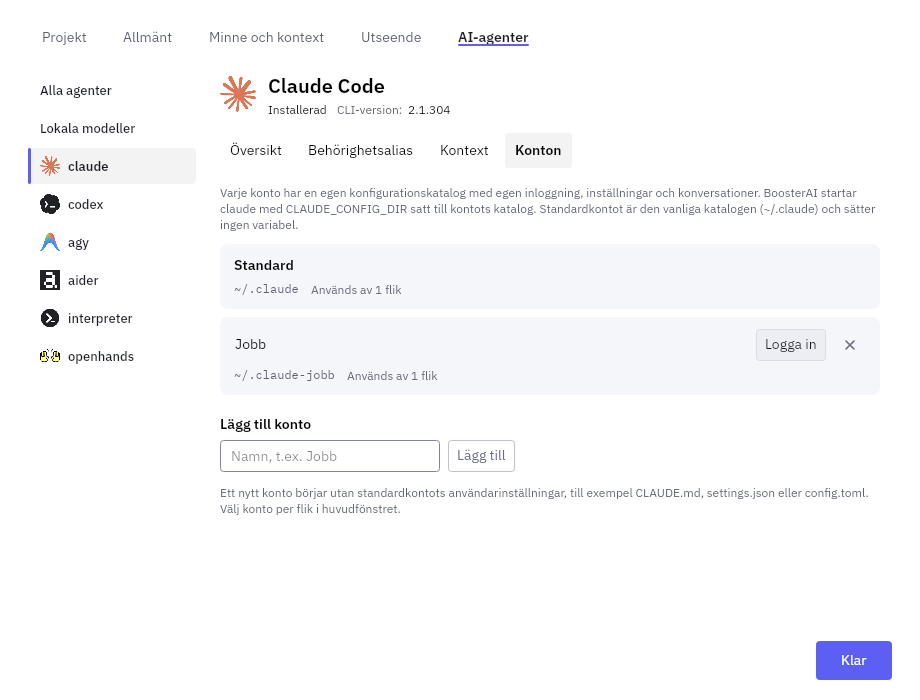 Projekt
Allmänt
Minne och kontext
Utseende
AI-agenter
Alla agenter
Lokala modeller
claude
codex
agy
aider
interpreter
openhands
Claude Code
Installerad CLI-version: 2.1.304
Översikt
Behörighetsalias
Kontext
Konton
Varje konto har en egen konfigurationskatalog med egen inloggning, inställningar och konversationer. BoosterAI startar
claude med CLAUDE_CONFIG_DIR satt till kontots katalog. Standardkontot är den vanliga katalogen (~/.claude) och sätter
ingen variabel.
Standard
~/.claude Används av 1 flik
Jobb
Logga in
~/.claude-jobb Används av 1 flik
Lägg till konto
Namn, t.ex. Jobb
Lägg till
Ett nytt konto börjar utan standardkontots användarinställningar, till exempel CLAUDE.md, settings.json eller config.toml.
Välj konto per flik i huvudfönstret.
Klar